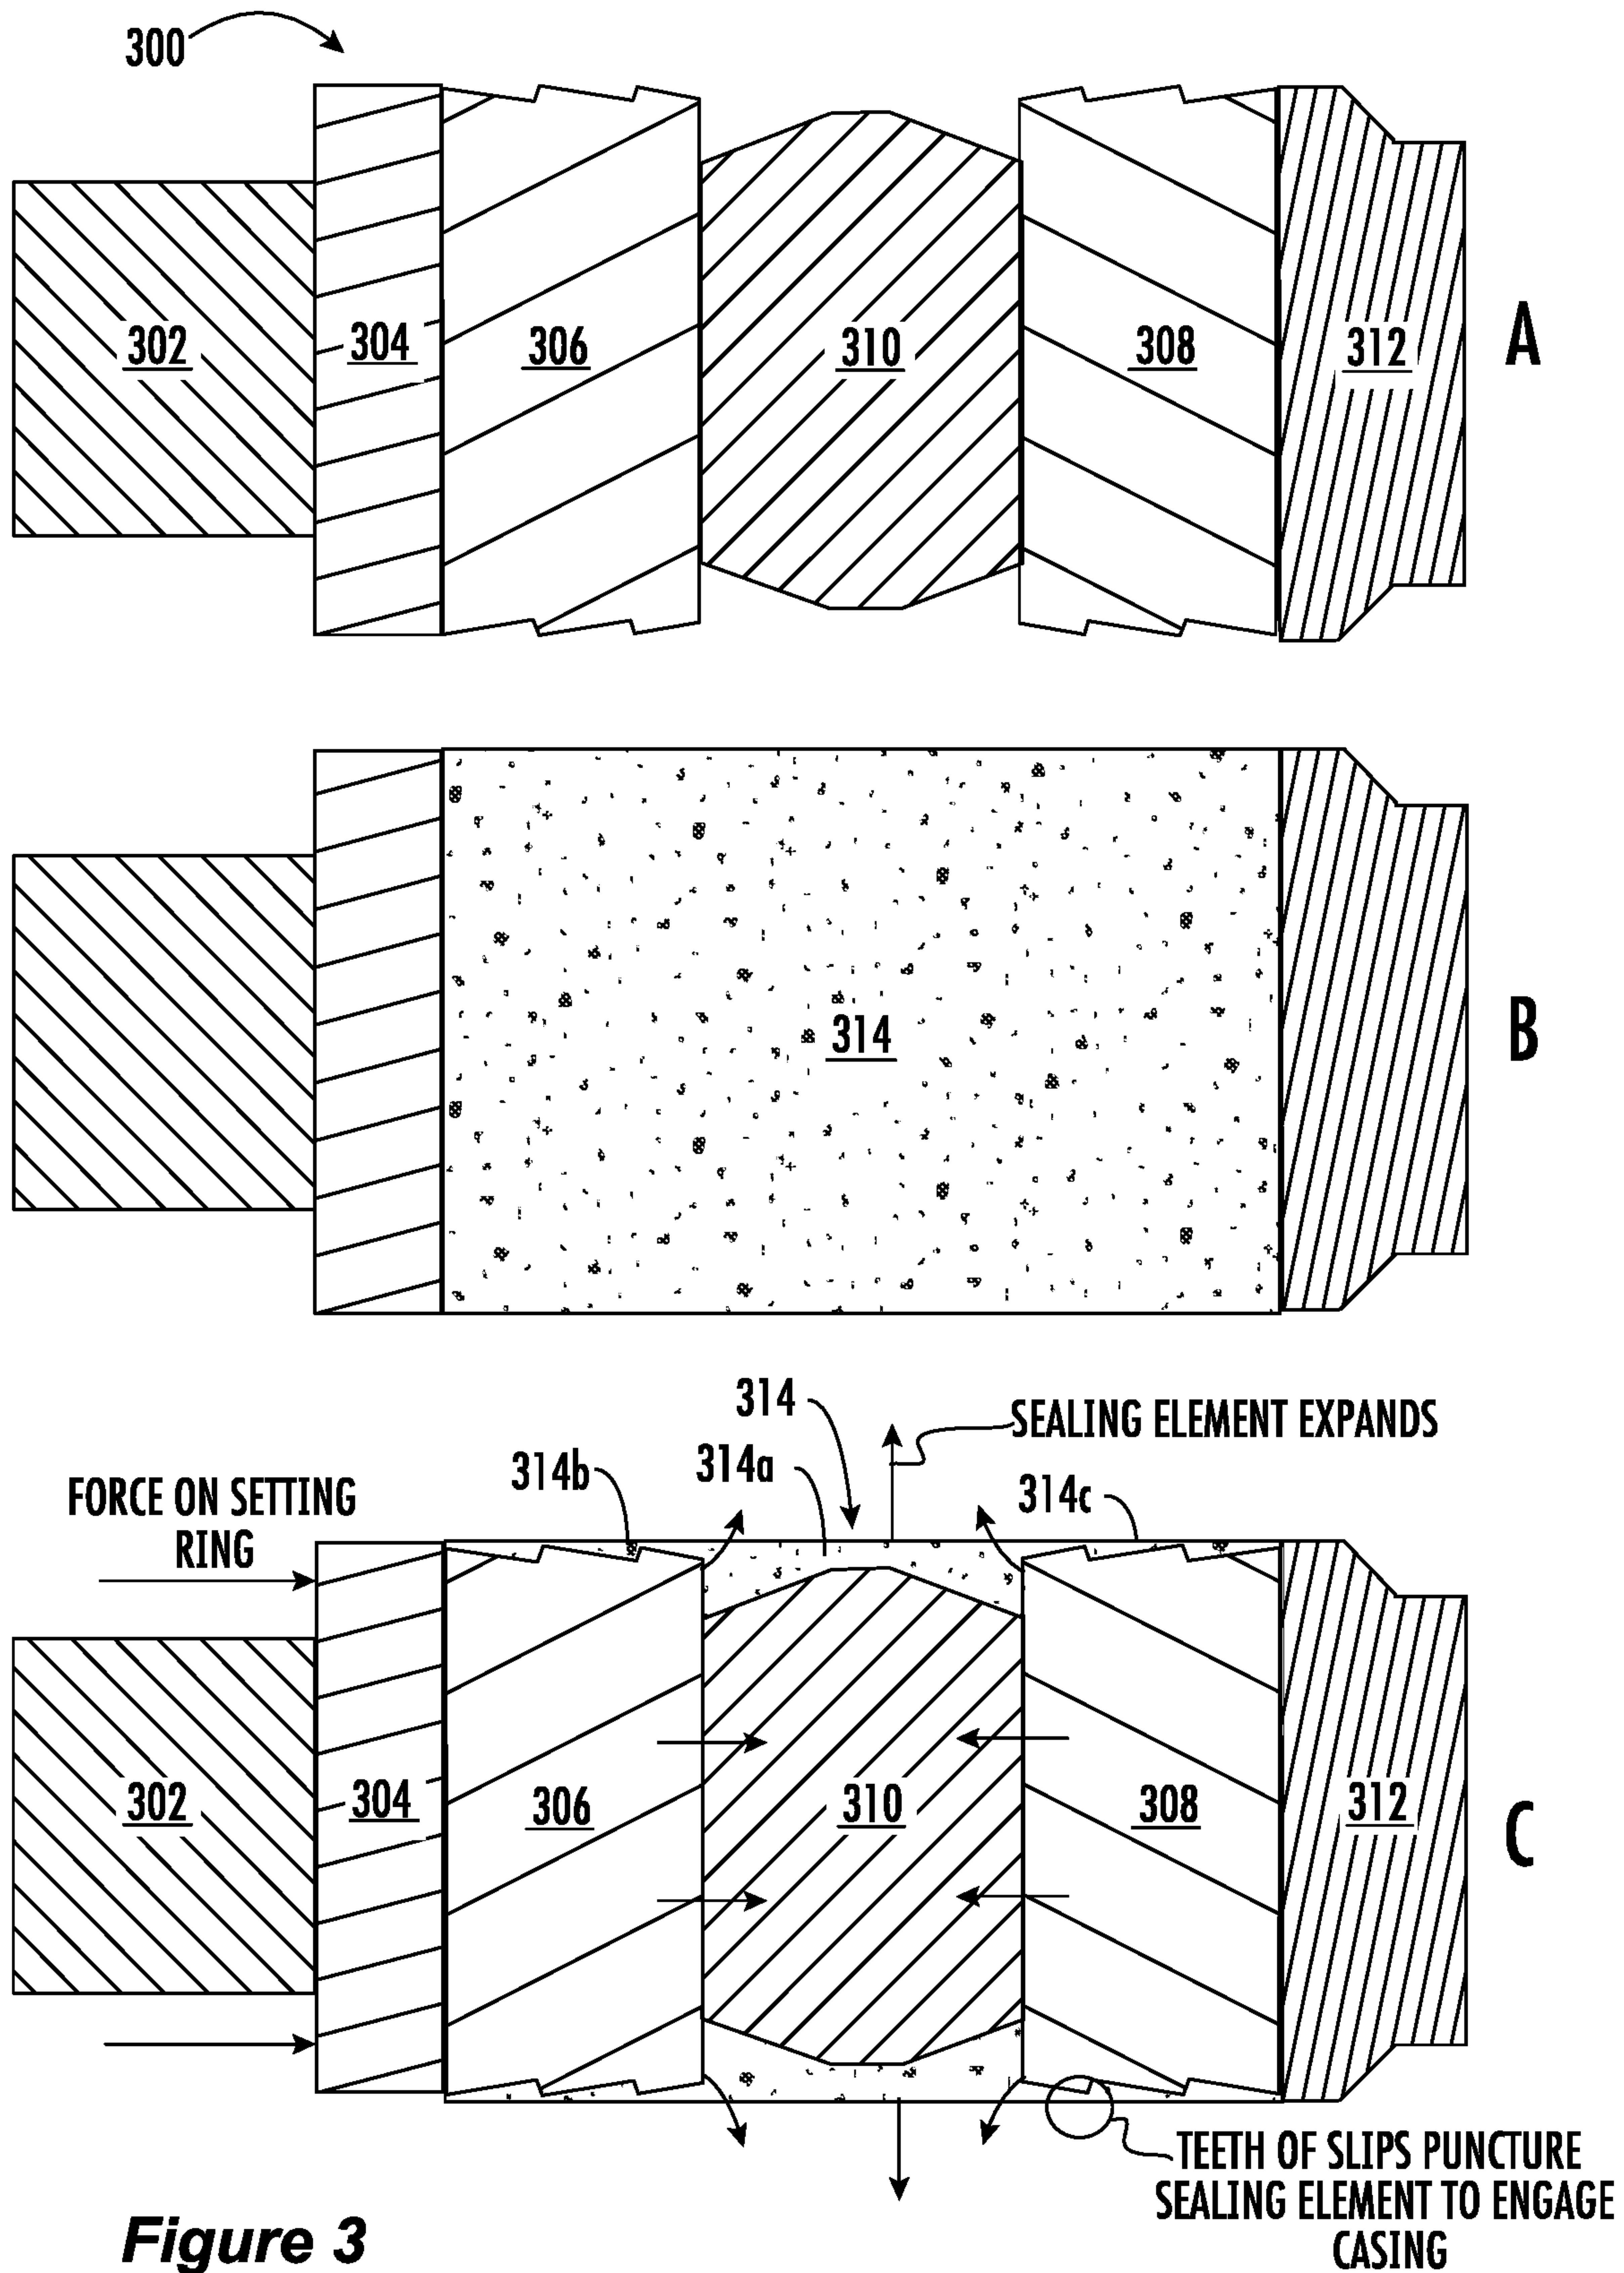 300
302
304
306
310
308
312
A
314
B
314
SEALING ELEMENT EXPANDS
314b
314a
314c
FORCE ON SETTING
RING
302
304
306
310
308
312
C
TEETH OF SLIPS PUNCTURE
SEALING ELEMENT TO ENGAGE
CASING
Figure 3